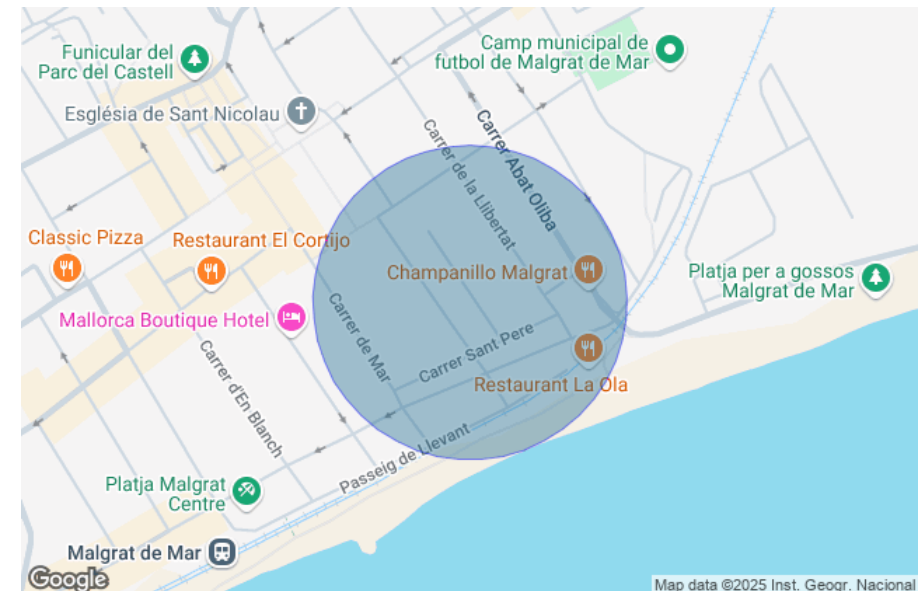 Funicular del
Parc del Castell
Camp municipal de
futbol de Malgrat de Mar
Església de Sant Nicolau
Carrer de la Llibertat
Carrer Abat Oliba
Classic Pizza
Restaurant El Cortijo
Champanillo Malgrat
Platja per a gossos
Malgrat de Mar
Mallorca Boutique Hotel
Carrer de Mar
Carrer Sant Pere
Carrer d'En Blanch
Restaurant La Ola
Passeig de Llevant
Platja Malgrat
Centre
Malgrat de Mar
Google
Map data ©2025 Inst. Geogr. Nacional